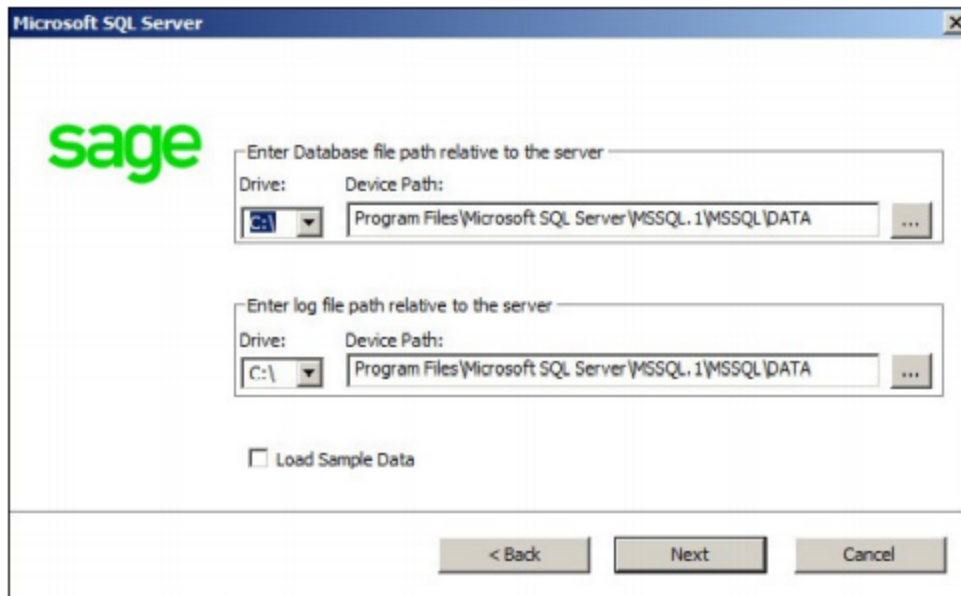 Microsoft SQL Server
sage
Enter Database file path relative to the server
Drive: Device Path:
C:\ Program Files\Microsoft SQL Server\MSSQL.1\MSSQL\DATA ...
Enter log file path relative to the server
Drive: Device Path:
C:\ Program Files\Microsoft SQL Server\MSSQL.1\MSSQL\DATA ...
Load Sample Data
< Back Next Cancel